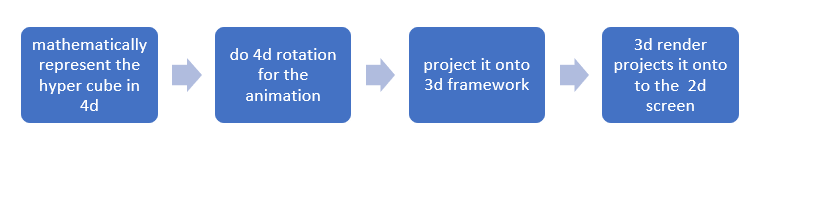 mathematically
represent the
hyper cube in
4d
do 4d rotation
for the
animation
project it onto
3d framework
3d render
projects it onto
to the 2d
screen